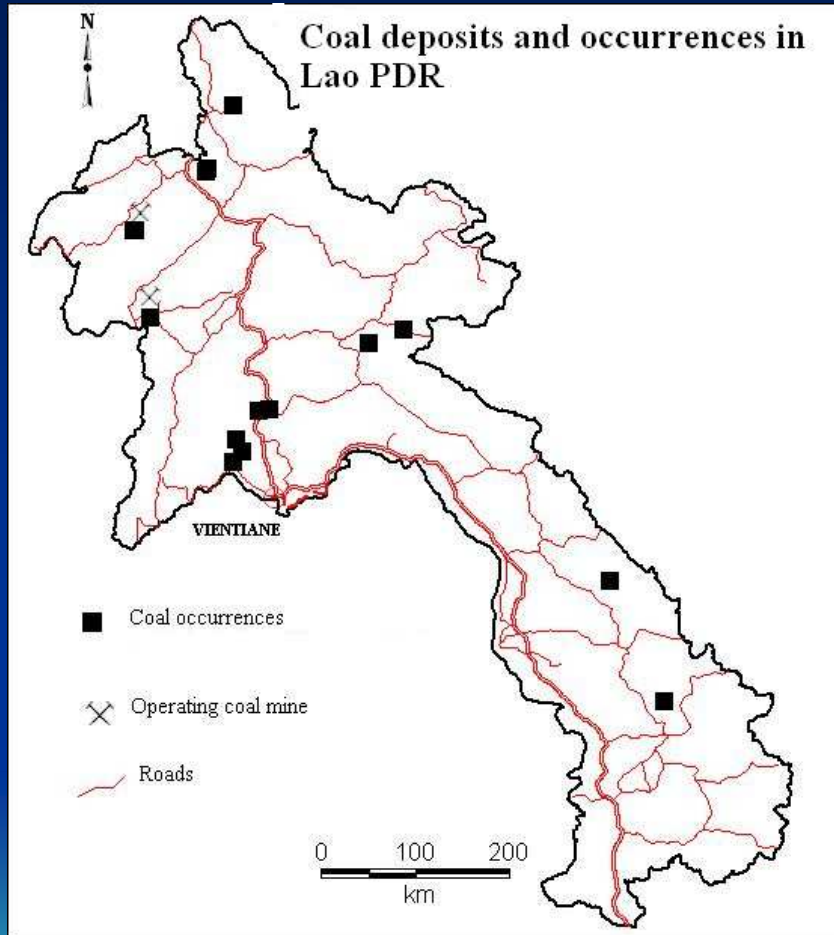 N
Coal deposits and occurrences in
Lao PDR
VIENTIANE
Coal occurrences
Operating coal mine
Roads
0 100 200
km